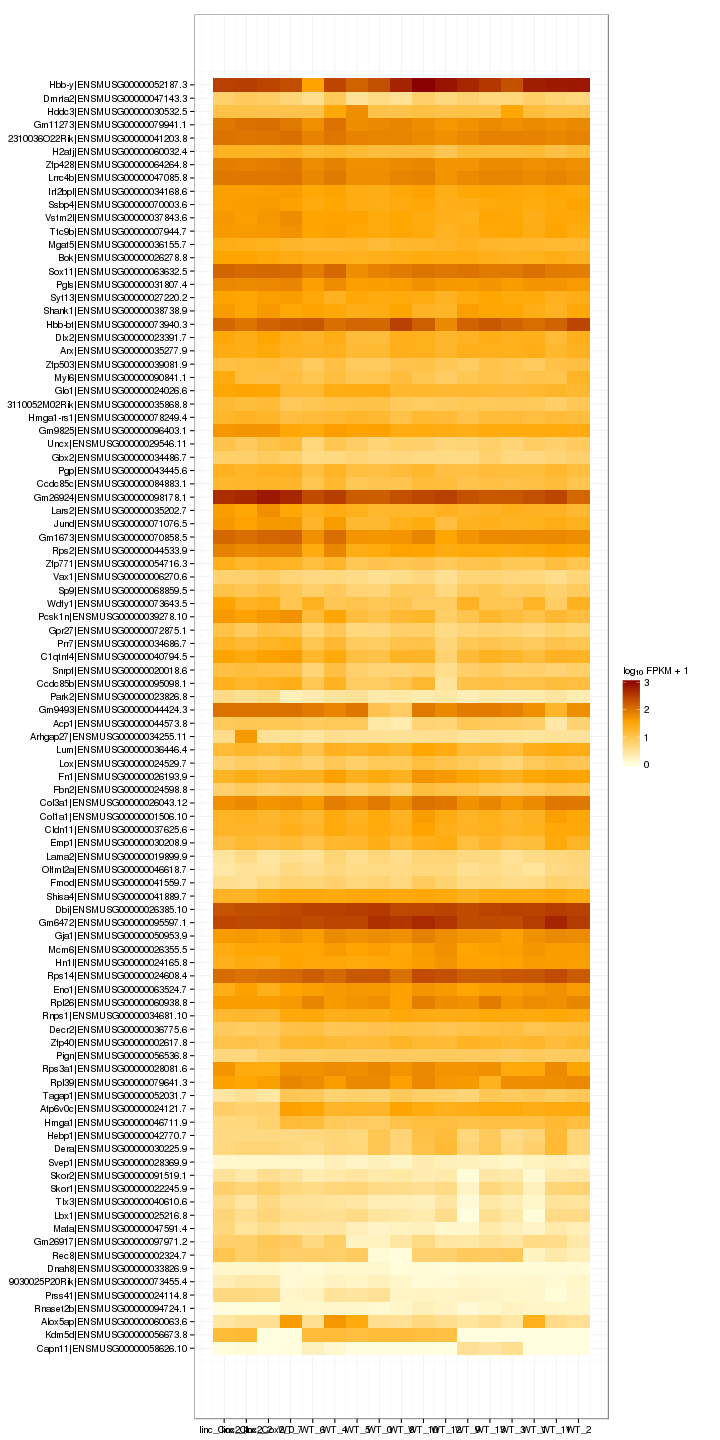 Hbb-y|ENSMUSG00000052187.3
Dmrta2|ENSMUSG00000047143.3
Hddc3|ENSMUSG00000030532.5
Gm11273|ENSMUSG00000079941.1
2310036O22Rik|ENSMUSG00000041203.8
H2afj|ENSMUSG00000060032.4
Zfp428|ENSMUSG00000064264.8
Lrrc4b|ENSMUSG00000047085.8
Irf2bpl|ENSMUSG00000034168.6
Ssbp4|ENSMUSG00000070003.6
Vstm2l|ENSMUSG00000037843.6
Ttc9b|ENSMUSG00000007944.7
Mgat5|ENSMUSG00000036155.7
Bok|ENSMUSG00000026278.8
Sox11|ENSMUSG00000063632.5
Pgls|ENSMUSG00000031807.4
Syt13|ENSMUSG00000027220.2
Shank1|ENSMUSG00000038738.9
Hbb-bt|ENSMUSG00000073940.3
Dlx2|ENSMUSG00000023391.7
Arx|ENSMUSG00000035277.9
Zfp503|ENSMUSG00000039081.9
Myl6|ENSMUSG00000090841.1
Glo1|ENSMUSG00000024026.6
3110052M02Rik|ENSMUSG00000035868.8
Hmga1-rs1|ENSMUSG00000078249.4
Gm9825|ENSMUSG00000096403.1
Uncx|ENSMUSG00000029546.11
Gbx2|ENSMUSG00000034486.7
Pgp|ENSMUSG00000043445.6
Ccdc85c|ENSMUSG00000084883.1
Gm26924|ENSMUSG00000098178.1
Lars2|ENSMUSG00000035202.7
Jund|ENSMUSG00000071076.5
Gm1673|ENSMUSG00000070858.5
Rps2|ENSMUSG00000044533.9
Zfp771|ENSMUSG00000054716.3
Vax1|ENSMUSG00000006270.6
Sp9|ENSMUSG00000068859.5
Wdfy1|ENSMUSG00000073643.5
Pcsk1n|ENSMUSG00000039278.10
Gpr27|ENSMUSG00000072875.1
Prr7|ENSMUSG00000034686.7
C1qtnf4|ENSMUSG00000040794.5
Snrpf|ENSMUSG00000020018.6
Ccdc85b|ENSMUSG00000095098.1
Park2|ENSMUSG00000023826.8
Gm9493|ENSMUSG00000044424.3
Acp1|ENSMUSG00000044573.8
Arhgap27|ENSMUSG00000034255.11
Lum|ENSMUSG00000036446.4
Lox|ENSMUSG00000024529.7
Fn1|ENSMUSG00000026193.9
Fbn2|ENSMUSG00000024598.8
Col3a1|ENSMUSG00000026043.12
Col1a1|ENSMUSG00000001506.10
Cldn11|ENSMUSG00000037625.6
Emp1|ENSMUSG00000030208.9
Lama2|ENSMUSG00000019899.9
Olfml2a|ENSMUSG00000046618.7
Fmod|ENSMUSG00000041559.7
Shisa4|ENSMUSG00000041889.7
Dbi|ENSMUSG00000026385.10
Gm6472|ENSMUSG00000095597.1
Gja1|ENSMUSG00000050953.9
Mcm6|ENSMUSG00000026355.5
Hn1l|ENSMUSG00000024165.8
Rps14|ENSMUSG00000024608.4
Eno1|ENSMUSG00000063524.7
Rpl26|ENSMUSG00000060938.8
Rnps1|ENSMUSG00000034681.10
Decr2|ENSMUSG00000036775.6
Zfp40|ENSMUSG00000002617.8
Pign|ENSMUSG00000056536.8
Rps3a1|ENSMUSG00000028081.6
Rpl39|ENSMUSG00000079641.3
Tagap1|ENSMUSG00000052031.7
Atp6v0c|ENSMUSG00000024121.7
Hmga1|ENSMUSG00000046711.9
Hebp1|ENSMUSG00000042770.7
Dera|ENSMUSG00000030225.9
Svep1|ENSMUSG00000028369.9
Skor2|ENSMUSG00000091519.1
Skor1|ENSMUSG00000022245.9
Tlx3|ENSMUSG00000040610.6
Lbx1|ENSMUSG00000025216.8
Mafa|ENSMUSG00000047591.4
Gm26917|ENSMUSG00000097971.2
Rec8|ENSMUSG00000002324.7
Dnah8|ENSMUSG00000033826.9
9030025P20Rik|ENSMUSG00000073455.4
Prss41|ENSMUSG00000024114.8
Rnaset2b|ENSMUSG00000094724.1
Alox5ap|ENSMUSG00000060063.6
Kdm5d|ENSMUSG00000056673.8
Capn11|ENSMUSG00000058626.10
log₁₀ FPKM + 1
3
2
1
0
WT_2